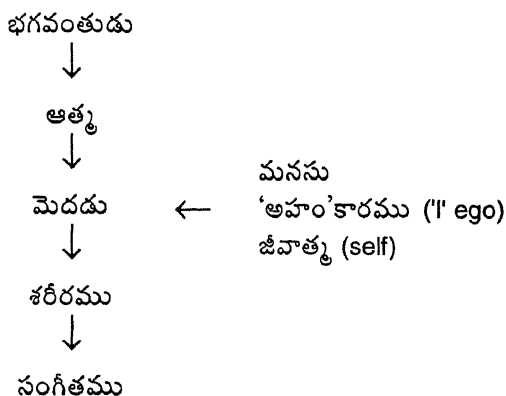 భగవంతుడు
ఆత్మ
మెదడు
మనసు
‘అహం’కారము ('I' ego)
జీవాత్మ (self)
శరీరము
సంగీతము